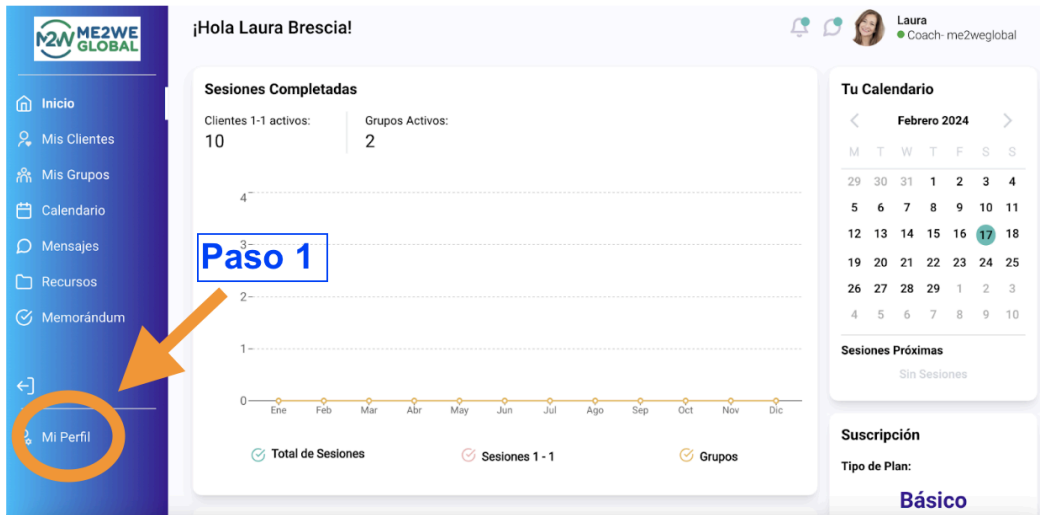 ME2WE
GLOBAL
M2W
¡Hola Laura Brescia!
Laura
Coach- me2weglobal
Inicio
Mis Clientes
Mis Grupos
Calendario
Mensajes
Recursos
Memorándum
Mi Perfil
Sesiones Completadas
Clientes 1-1 activos:
10
Grupos Activos:
2
4
3
2
1
0
Paso 1
Ene Feb Mar Abr May Jun Jul Ago Sep Oct Nov Dic
Total de Sesiones
Sesiones 1 - 1
Grupos
Tu Calendario
Febrero 2024
M T W T F S S
29 30 31 1 2 3 4
5 6 7 8 9 10 11
12 13 14 15 16 17 18
19 20 21 22 23 24 25
26 27 28 29 1 2 3
4 5 6 7 8 9 10
Sesiones Próximas
Sin Sesiones
Suscripción
Tipo de Plan:
Básico